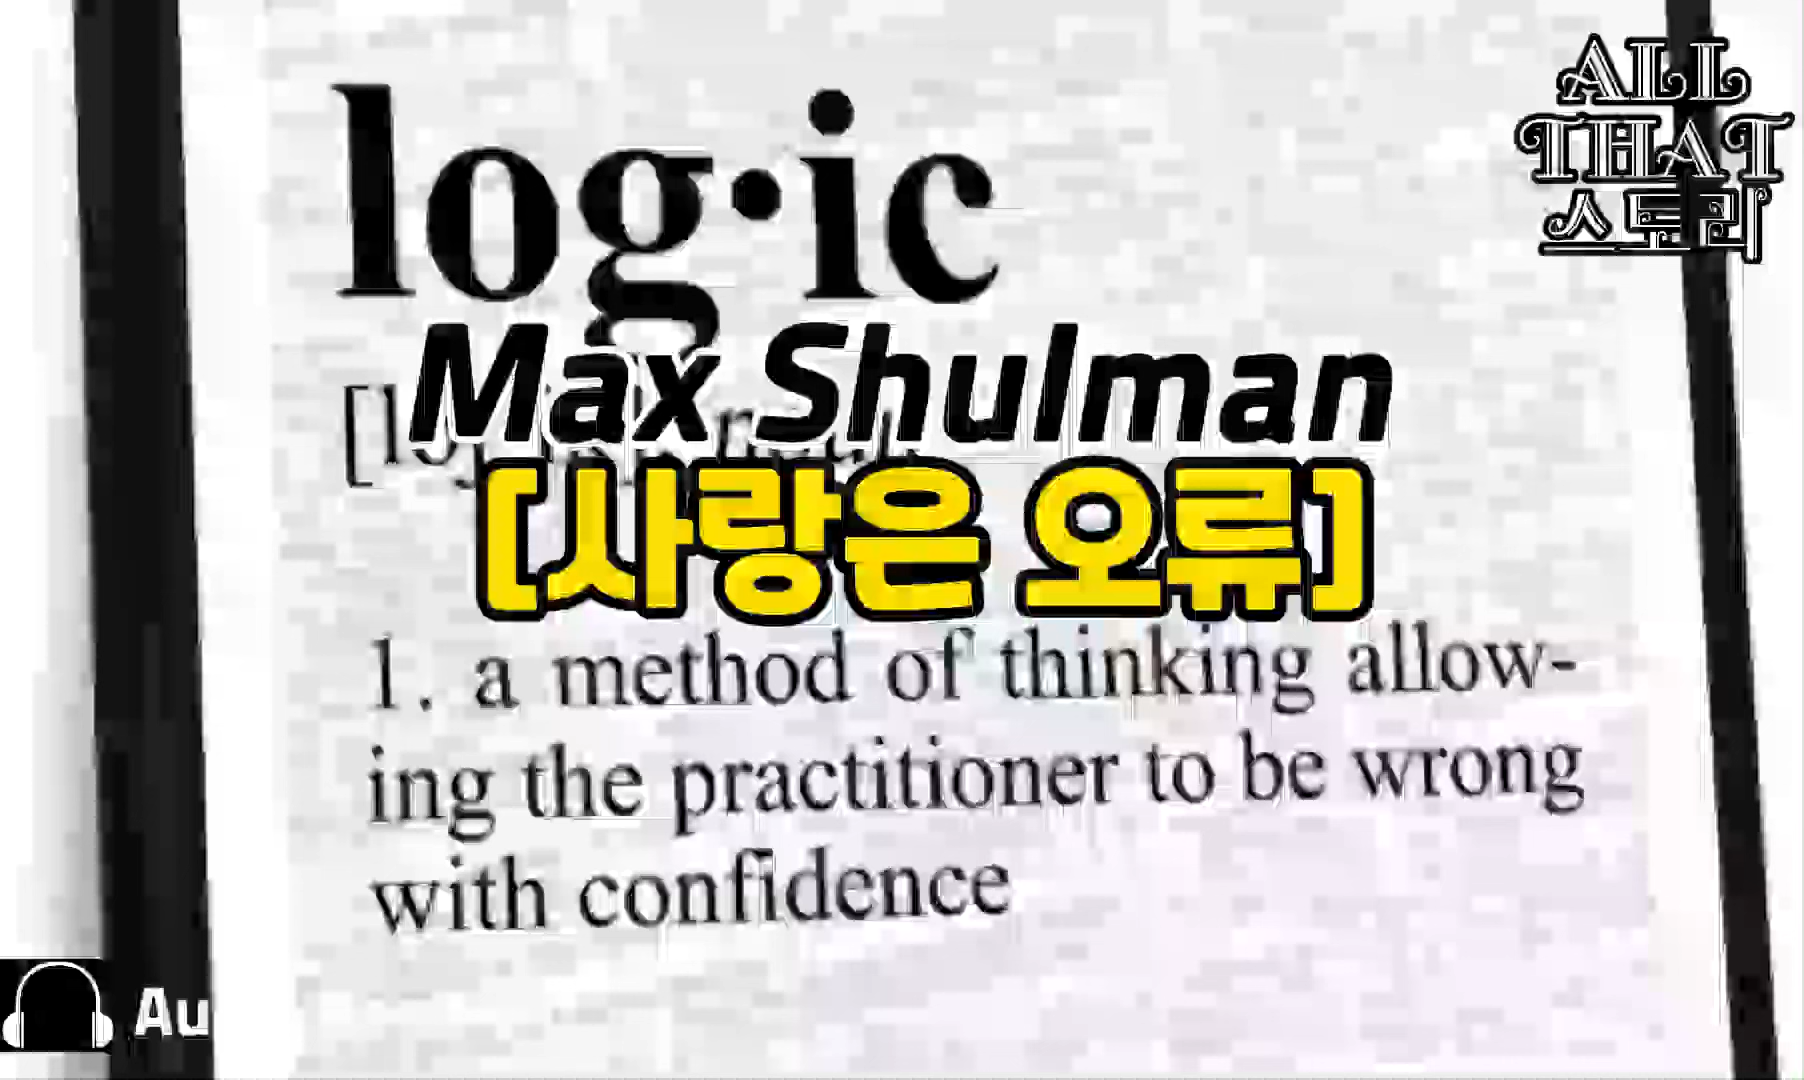 log·ic
ALL
THAT
스토리
Max Shulman
[사랑은 오류]
1. a method of thinking allow-
ing the practitioner to be wrong
with confidence
Au